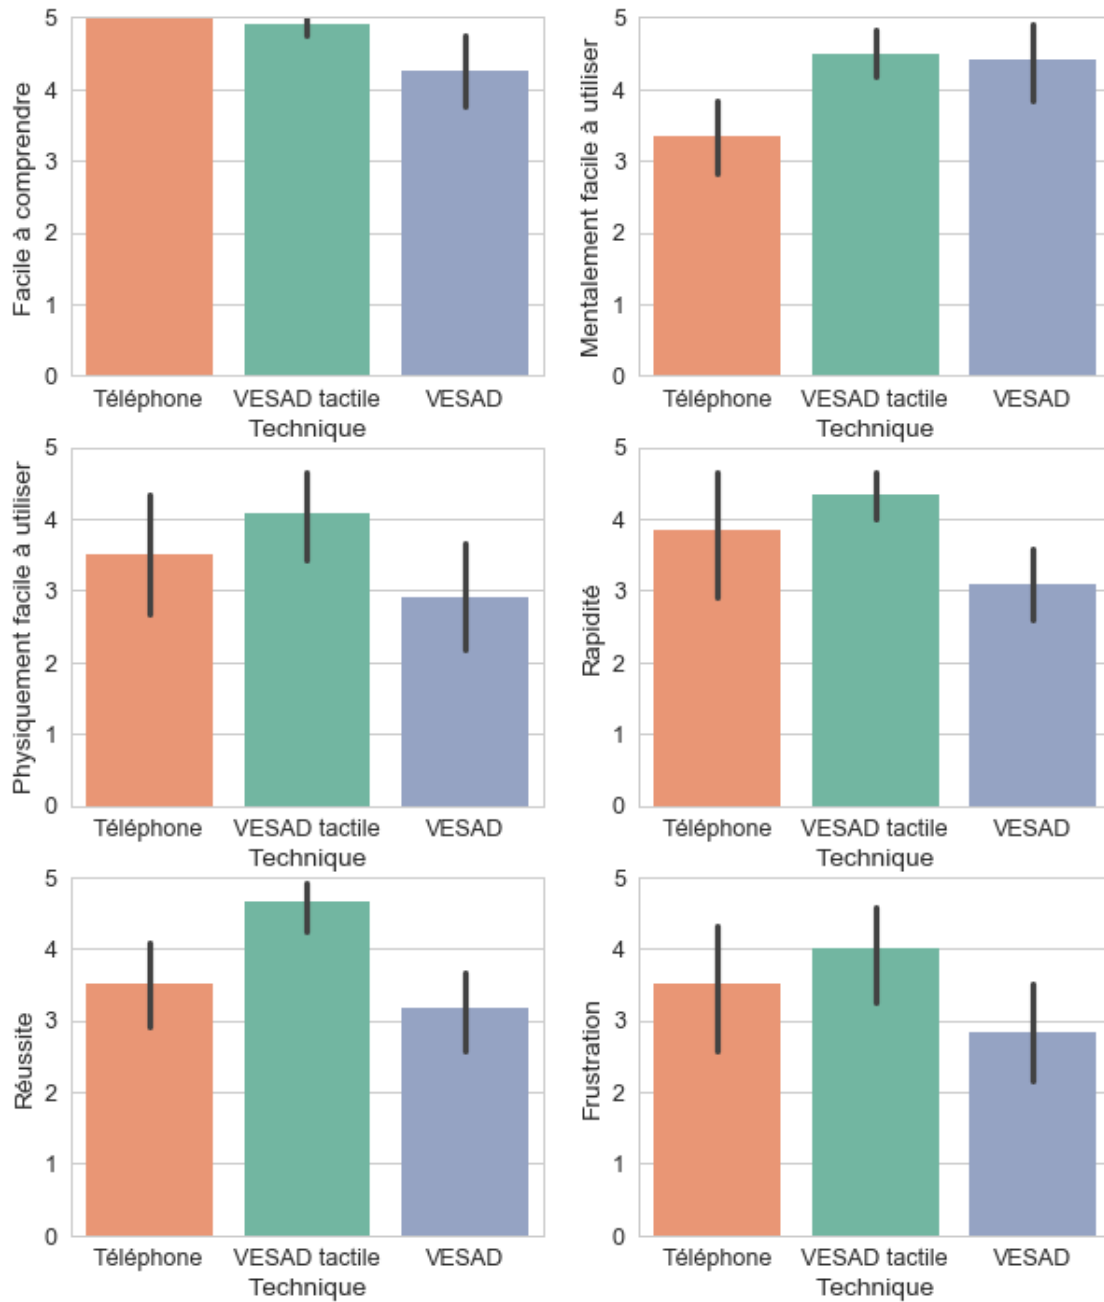 Facile à comprendre
5
4
3
2
1
0
Téléphone VESAD tactile VESAD
Technique
Mentalement facile à utiliser
5
4
3
2
1
0
Téléphone VESAD tactile VESAD
Technique
Physiquement facile à utiliser
5
4
3
2
1
0
Téléphone VESAD tactile VESAD
Technique
Rapidité
5
4
3
2
1
0
Téléphone VESAD tactile VESAD
Technique
Réussite
5
4
3
2
1
0
Téléphone VESAD tactile VESAD
Technique
Frustration
5
4
3
2
1
0
Téléphone VESAD tactile VESAD
Technique